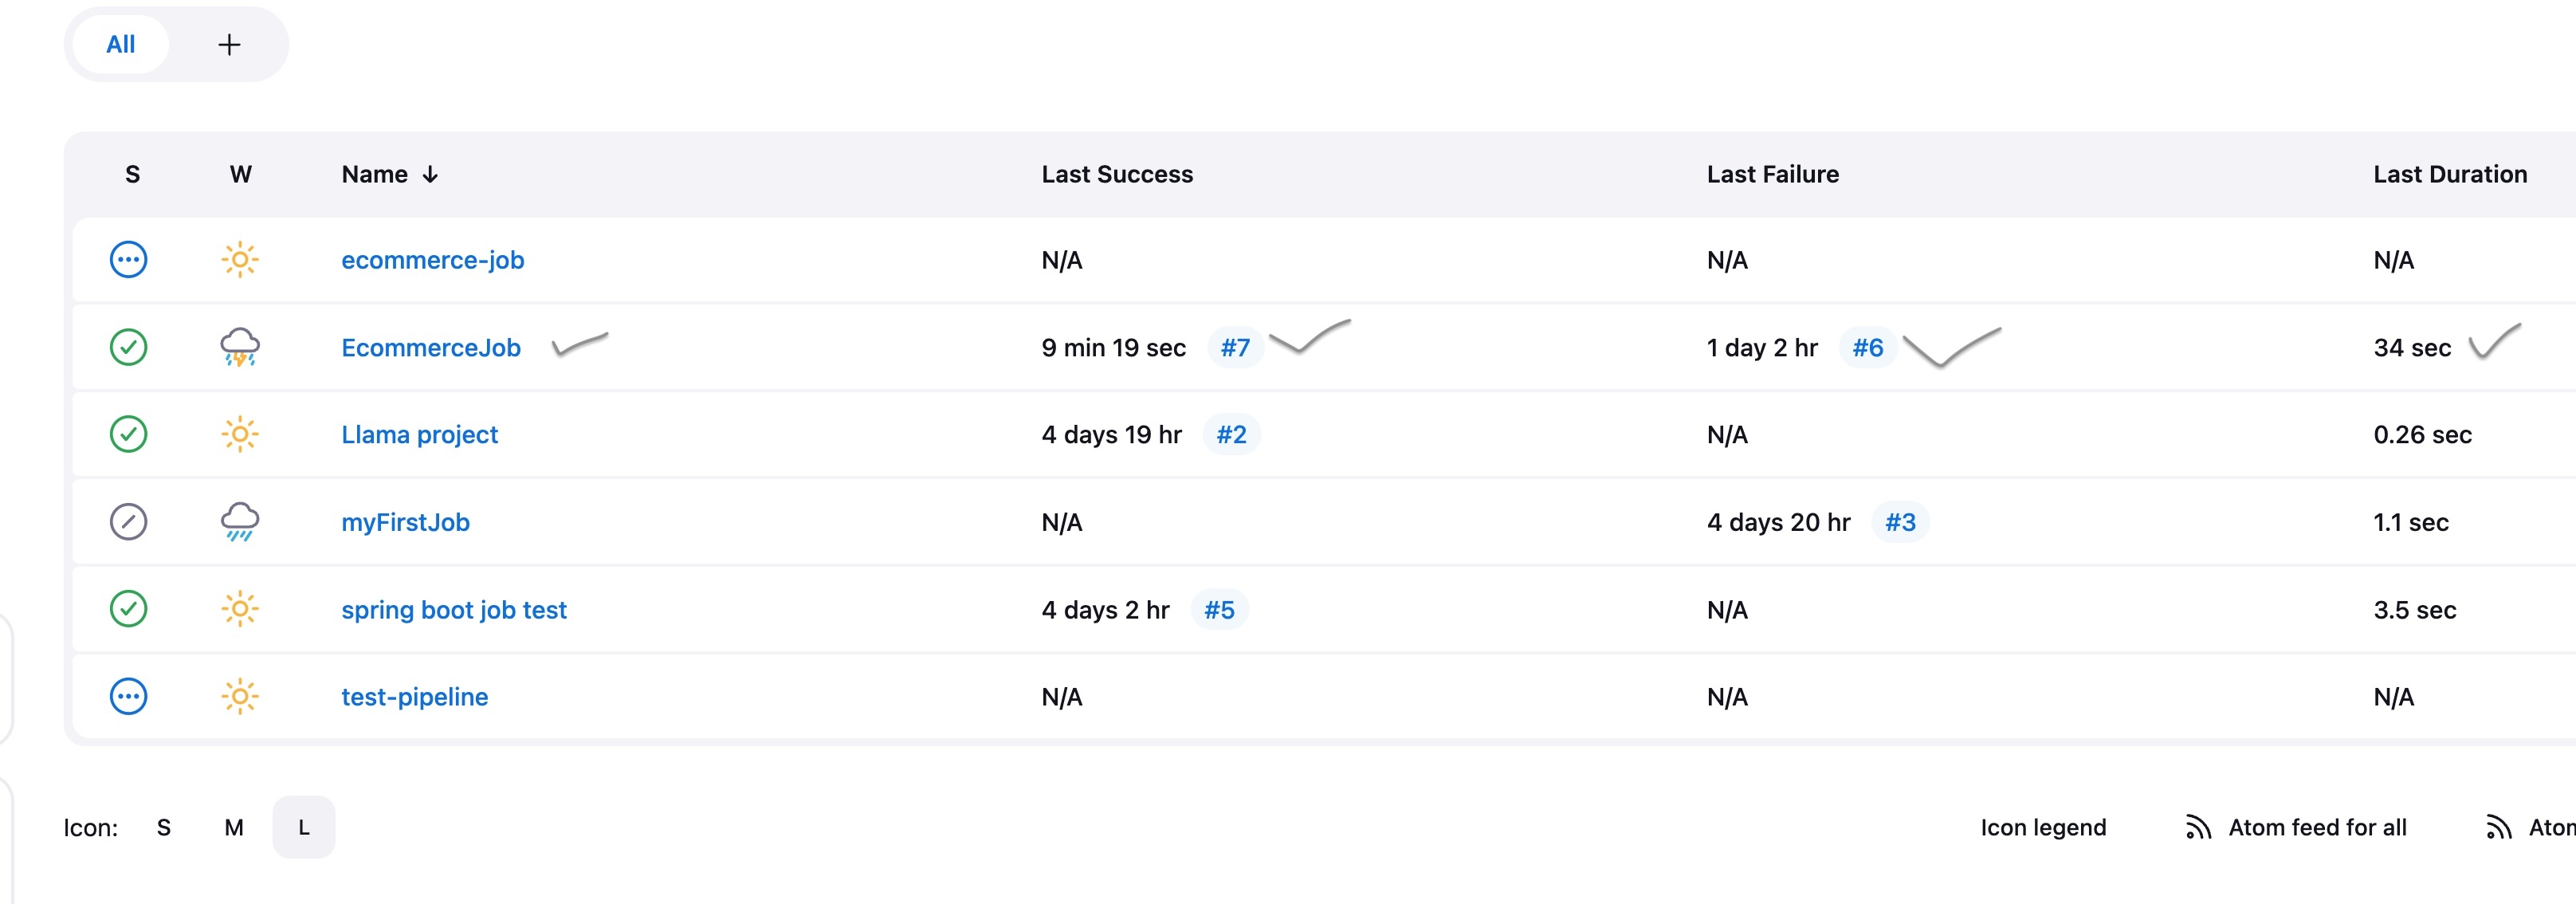 All +
S W Name ↓ Last Success Last Failure Last Duration
ecommerce-job N/A N/A N/A
EcommerceJob 9 min 19 sec #7 1 day 2 hr #6 34 sec
Llama project 4 days 19 hr #2 N/A 0.26 sec
myFirstJob N/A 4 days 20 hr #3 1.1 sec
spring boot job test 4 days 2 hr #5 N/A 3.5 sec
test-pipeline N/A N/A N/A
Icon: S M L Icon legend Atom feed for all